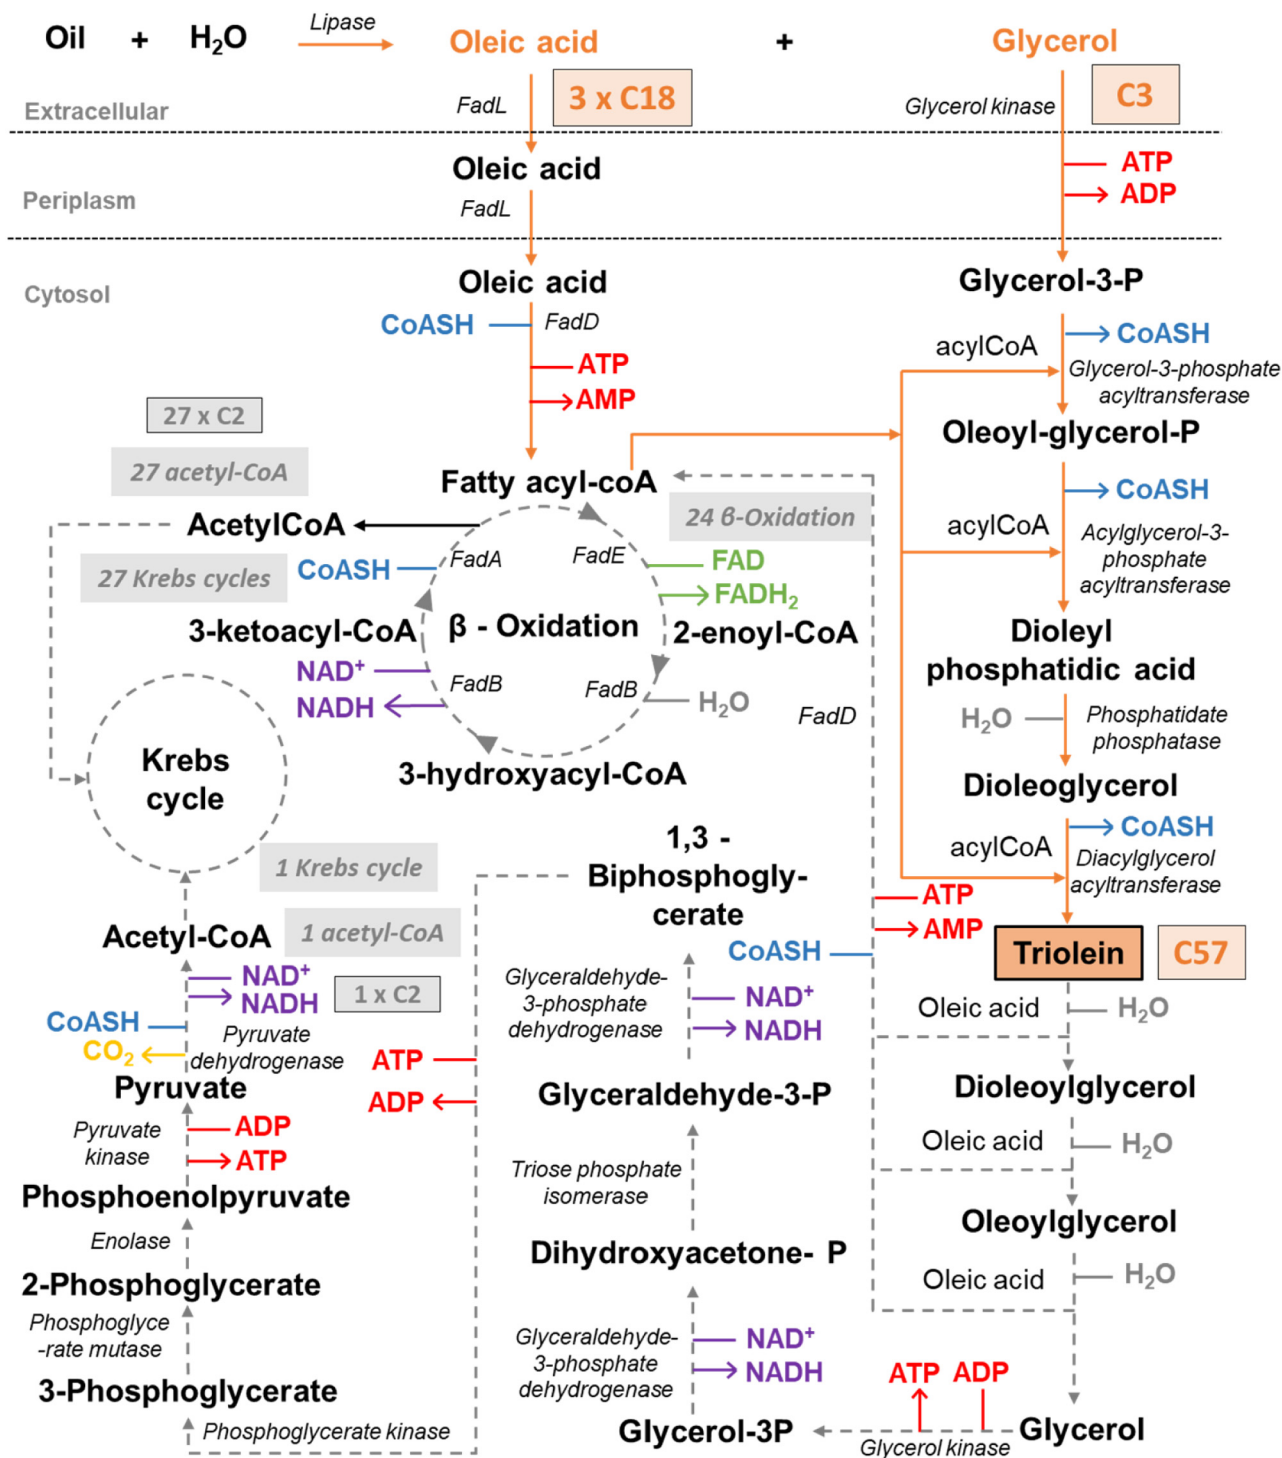 Oil + H₂O Lipase Oleic acid + Glycerol
3 x C18
C3
FadL
Glycerol kinase
Extracellular
Oleic acid
ATP
ADP
Periplasm
FadL
Oleic acid
Glycerol-3-P
Cytosol
CoASH FadD
ATP
AMP
acylCoA
CoASH
Glycerol-3-phosphate
acyltransferase
27 x C2
27 acetyl-CoA
Oleoyl-glycerol-P
Fatty acyl-coA
24 β-Oxidation
CoASH
AcetylCoA
acylCoA
Acylglycerol-3-
phosphate
acyltransferase
27 Krebs cycles
CoASH
FadA
FadE
FAD
FADH₂
3-ketoacyl-CoA
β - Oxidation
2-enoyl-CoA
Dioleyl
phosphatidic acid
NAD⁺
NADH
FadB
FadB
H₂O
FadD
H₂O
Phosphatidate
phosphatase
Krebs
cycle
3-hydroxyacyl-CoA
Dioleoglycerol
1 Krebs cycle
1,3 -
Biphosphogly-
cerate
acylCoA
CoASH
Diacylglycerol
acyltransferase
ATP
AMP
Acetyl-CoA
1 acetyl-CoA
CoASH
Triolein
C57
NAD⁺
NADH
1 x C2
Glyceraldehyde-
3-phosphate
dehydrogenase
NAD⁺
NADH
Oleic acid
H₂O
CoASH
CO₂
Pyruvate
dehydrogenase
ATP
ADP
Pyruvate
Glyceraldehyde-3-P
Dioleoylglycerol
Pyruvate
kinase
ADP
ATP
Triose phosphate
isomerase
Oleic acid
H₂O
Phosphoenolpyruvate
Oleoylglycerol
Enolase
Dihydroxyacetone- P
Oleic acid
H₂O
2-Phosphoglycerate
Phosphoglyce
-rate mutase
Glyceraldehyde-
3-phosphate
dehydrogenase
NAD⁺
NADH
3-Phosphoglycerate
ATP ADP
Phosphoglycerate kinase
Glycerol-3P
Glycerol kinase
Glycerol